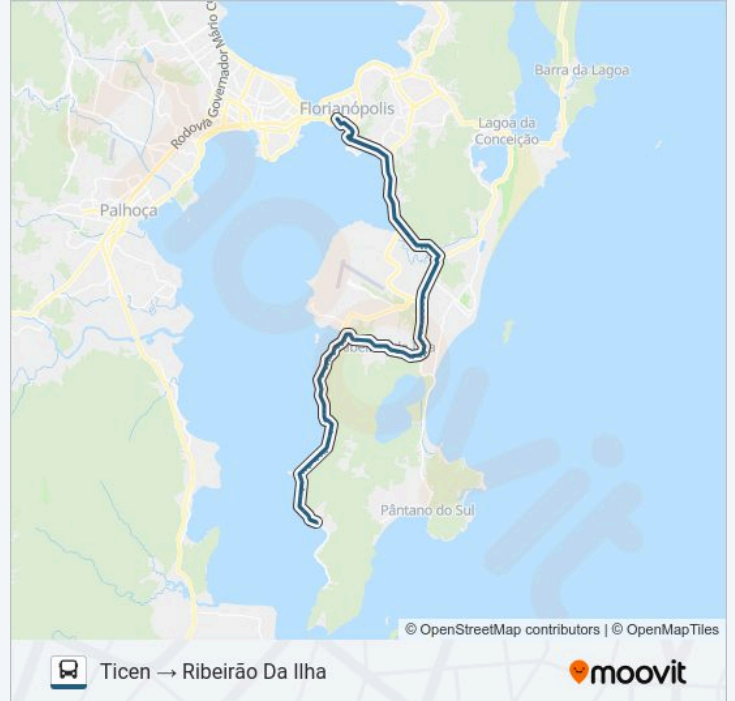 Rodovia Governador Mário C
Barra da Lagoa
Florianópolis
Lagoa da
Conceição
Palhoça
Pântano do Sul
moovit
© OpenStreetMap contributors | © OpenMapTiles
Ticen → Ribeirão Da Ilha
moovit